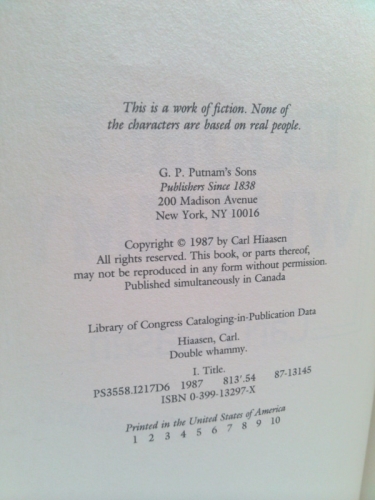 This is a work of fiction. None of
the characters are based on real people.
G. P. Putnam's Sons
Publishers Since 1838
200 Madison Avenue
New York, NY 10016
Copyright © 1987 by Carl Hiaasen
All rights reserved. This book, or parts thereof,
may not be reproduced in any form without permission.
Published simultaneously in Canada
Library of Congress Cataloging-in-Publication Data
Hiaasen, Carl.
Double whammy.
I. Title.
PS3558.I217D6 1987 813'.54 87-13145
ISBN 0-399-13297-X
Printed in the United States of America
1 2 3 4 5 6 7 8 9 10